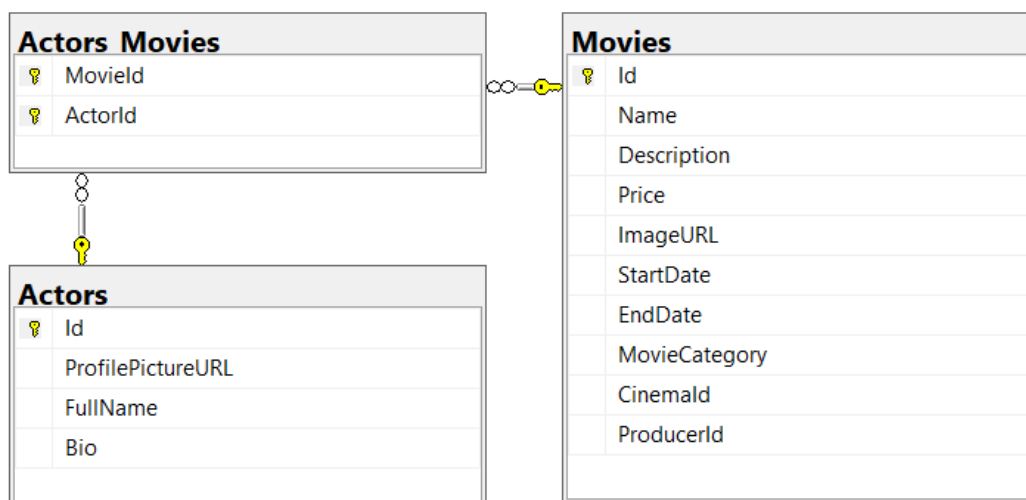 Actors_Movies
MovieId
ActorId
Movies
Id
Name
Description
Price
ImageURL
StartDate
EndDate
MovieCategory
CinemaId
ProducerId
Actors
Id
ProfilePictureURL
FullName
Bio